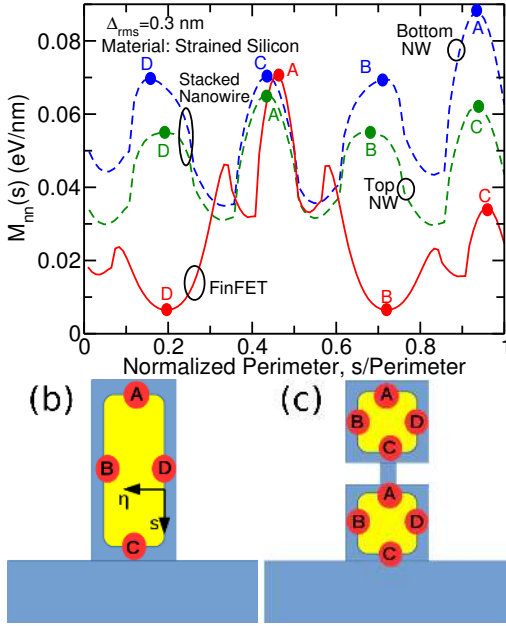 Δrms=0.3 nm
Material: Strained Silicon
Bottom
NW
Stacked
Nanowire
Top
NW
FinFET
D
C
A
B
A
D
A
B
C
C
D
B
0.08
0.06
0.04
0.02
0
0
0.2
0.4
0.6
0.8
1
Mnn(s) (eV/nm)
Normalized Perimeter, s/Perimeter
(b)
A
B
D
η
s
C
(c)
A
B
D
C
A
B
D
C